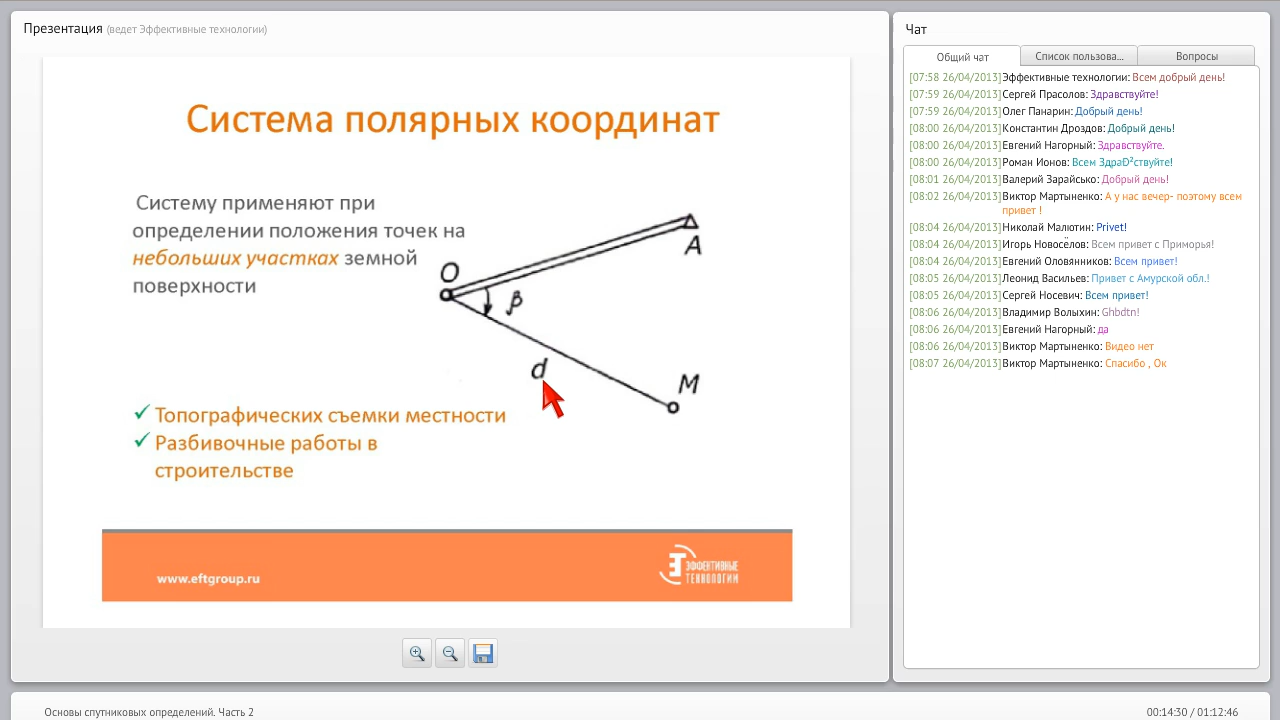 Презентация (ведет Эффективные технологии)
Система полярных координат
Систему применяют при
определении положения точек на
небольших участках земной
поверхности
O
A
β
d
M
Топографических съемки местности
Разбивочные работы в
строительстве
www.eftgroup.ru
ЭФФЕКТИВНЫЕ
ТЕХНОЛОГИИ
Чат
Общий чат Список пользова... Вопросы
[07:58 26/04/2013]Эффективные технологии: Всем добрый день!
[07:59 26/04/2013]Сергей Прасолов: Здравствуйте!
[07:59 26/04/2013]Олег Панарин: Добрый день!
[08:00 26/04/2013]Константин Дроздов: Добрый день!
[08:00 26/04/2013]Евгений Нагорный: Здравствуйте.
[08:00 26/04/2013]Роман Ионов: Всем ЗдраÐ²ствуйте!
[08:01 26/04/2013]Валерий Зарайсько: Добрый день!
[08:02 26/04/2013]Виктор Мартыненко: А у нас вечер- поэтому всем
привет !
[08:04 26/04/2013]Николай Малютин: Privet!
[08:04 26/04/2013]Игорь Новосёлов: Всем привет с Приморья!
[08:04 26/04/2013]Евгений Оловянников: Всем привет!
[08:05 26/04/2013]Леонид Васильев: Привет с Амурской обл.!
[08:05 26/04/2013]Сергей Носевич: Всем привет!
[08:06 26/04/2013]Владимир Волыхин: Ghbdtn!
[08:06 26/04/2013]Евгений Нагорный: да
[08:06 26/04/2013]Виктор Мартыненко: Видео нет
[08:07 26/04/2013]Виктор Мартыненко: Спасибо , Ок
Основы спутниковых определений. Часть 2
00:14:30 / 01:12:46